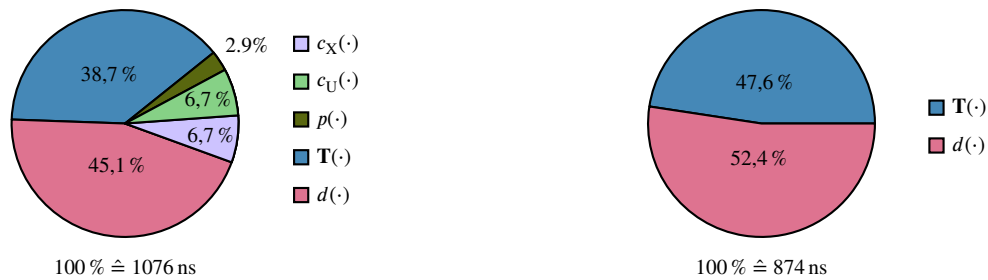 2.9%
38,7 %
6,7 %
6,7 %
45,1 %
c_X(·)
c_U(·)
p(·)
T(·)
d(·)
100 % ≙ 1076 ns
47,6 %
52,4 %
T(·)
d(·)
100 % ≙ 874 ns